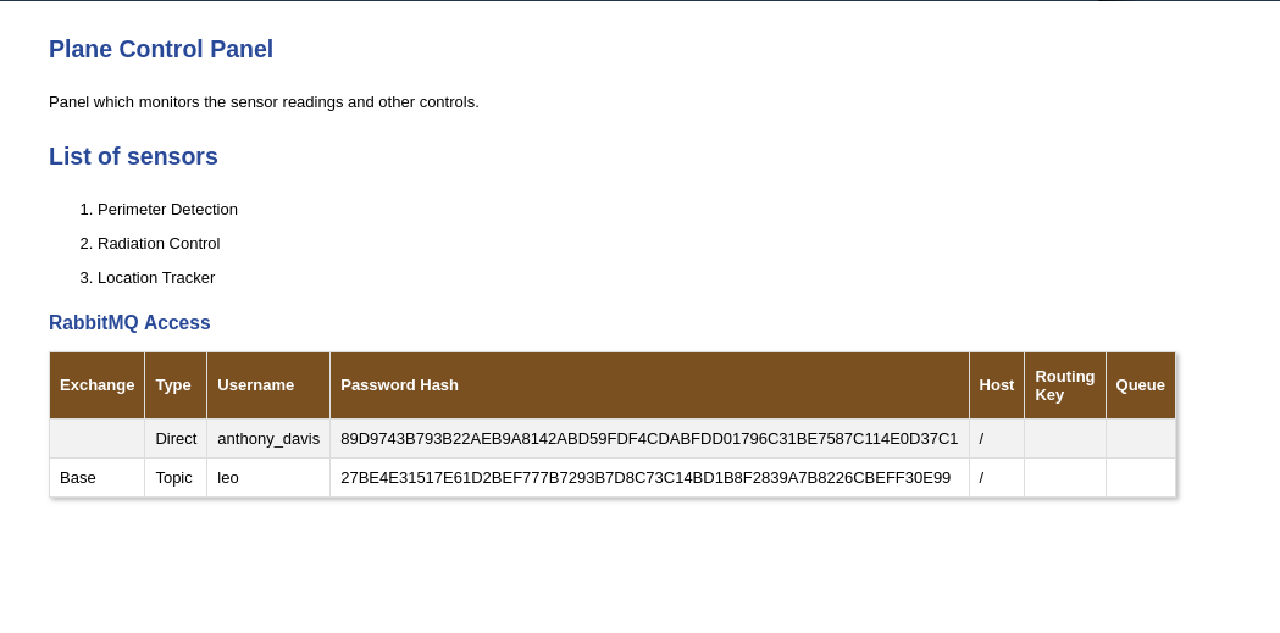 Plane Control Panel
Panel which monitors the sensor readings and other controls.
List of sensors
1. Perimeter Detection
2. Radiation Control
3. Location Tracker
RabbitMQ Access
Exchange Type Username Password Hash Host Routing Key Queue
Direct anthony_davis 89D9743B793B22AEB9A8142ABD59FDF4CDABFDD01796C31BE7587C114E0D37C1 /
Base Topic leo 27BE4E31517E61D2BEF777B7293B7D8C73C14BD1B8F2839A7B8226CBEFF30E99 /